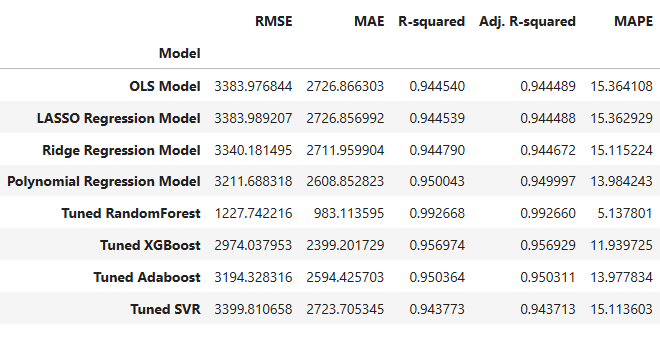 RMSE MAE R-squared Adj. R-squared MAPE
Model
OLS Model 3383.976844 2726.866303 0.944540 0.944489 15.364108
LASSO Regression Model 3383.989207 2726.856992 0.944539 0.944488 15.362929
Ridge Regression Model 3340.181495 2711.959904 0.944790 0.944672 15.115224
Polynomial Regression Model 3211.688318 2608.852823 0.950043 0.949997 13.984243
Tuned RandomForest 1227.742216 983.113595 0.992668 0.992660 5.137801
Tuned XGBoost 2974.037953 2399.201729 0.956974 0.956929 11.939725
Tuned Adaboost 3194.328316 2594.425703 0.950364 0.950311 13.977834
Tuned SVR 3399.810658 2723.705345 0.943773 0.943713 15.113603